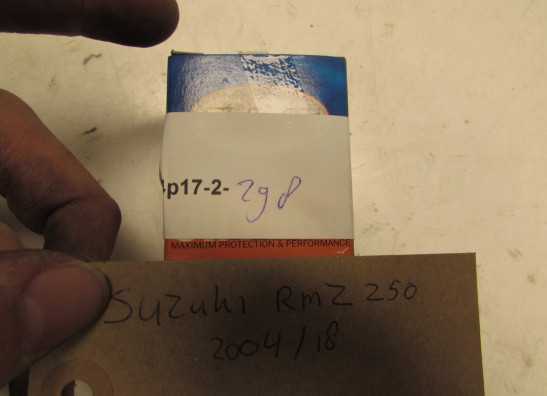 -p17-2-298
MAXIMUM PROTECTION & PERFORMANCE
Suzuki RmZ 250
2004/18